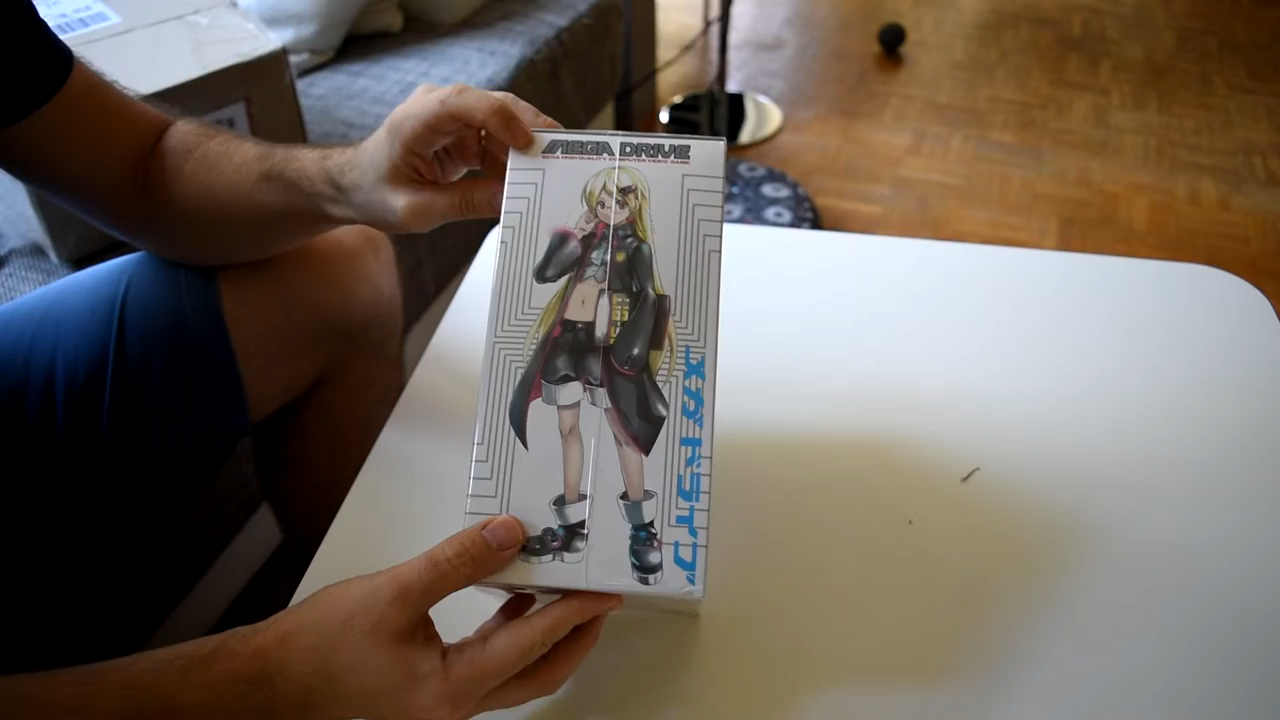 MEGA DRIVE
SEGA HIGH QUALITY COMPUTER VIDEO GAME
メガドライブ